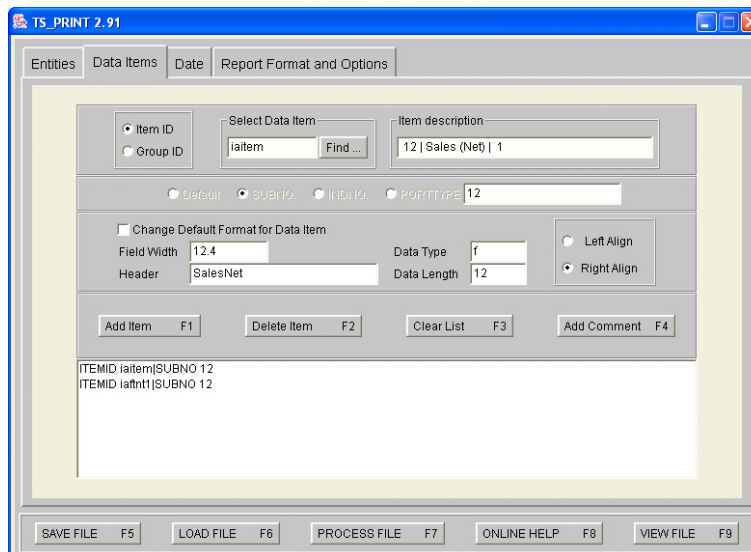 TS_PRINT 2.91
Entities Data Items Date Report Format and Options
Item ID
Group ID
Select Data Item
iaitem Find ...
Item description
12 | Sales (Net) | 1
Default SUBNO. INDNO. PORTTYPE 12
Change Default Format for Data Item
Field Width 12.4 Data Type f
Header SalesNet Data Length 12
Left Align
Right Align
Add Item F1 Delete Item F2 Clear List F3 Add Comment F4
ITEMID iaitem|SUBNO 12
ITEMID iaftnt1|SUBNO 12
SAVE FILE F5 LOAD FILE F6 PROCESS FILE F7 ONLINE HELP F8 VIEW FILE F9